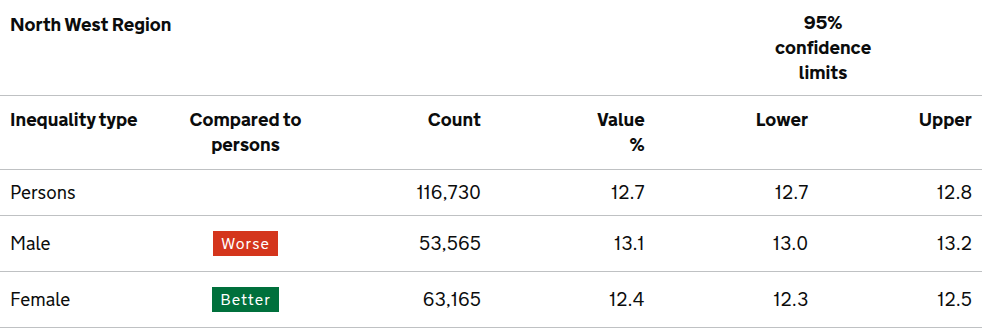 North West Region 95% confidence limits
Inequality type Compared to persons Count Value % Lower Upper
Persons 116,730 12.7 12.7 12.8
Male Worse 53,565 13.1 13.0 13.2
Female Better 63,165 12.4 12.3 12.5